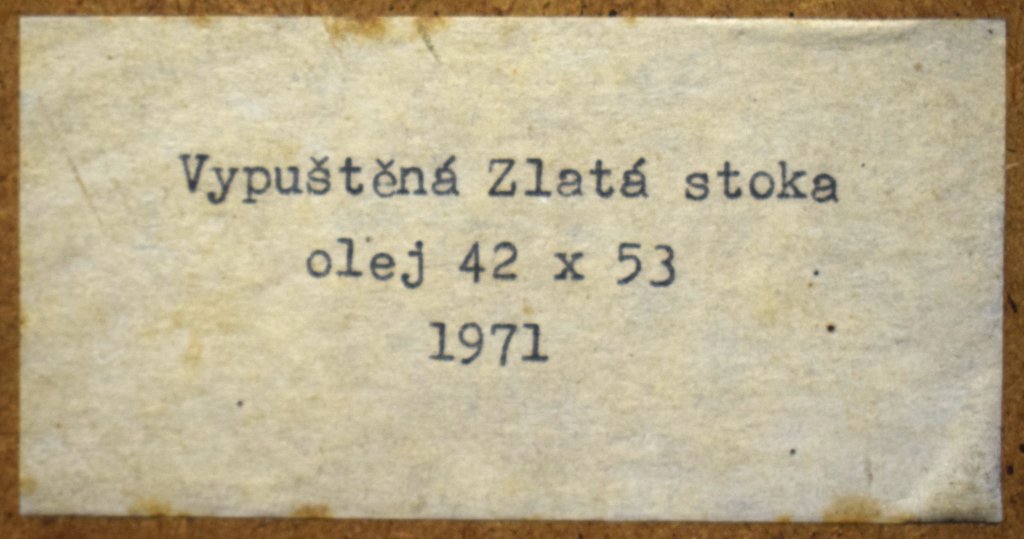 Vypuštěná Zlatá stoka
olej 42 x 53
1971